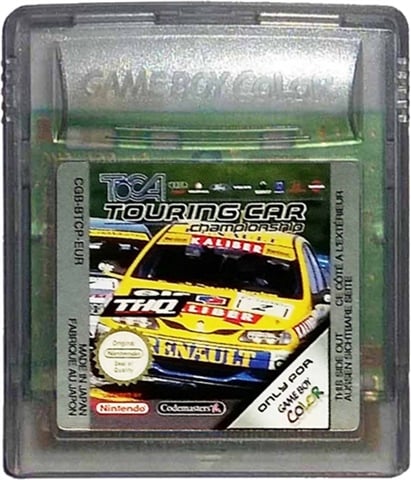 GAME BOY COLOR
TOCA
TOURING CAR
championship
KALIBER
THQ
LIBER
RENAULT
CGB-BTCP-EUR
MADE IN JAPAN
FABRIQUÉ AU JAPON
THIS SIDE OUT CE CÔTÉ A L'EXTÉRIEUR
AUSSEN SICHTBARE SEITE
Original
Nintendo
Seal of
Quality
Nintendo
Codemasters
ONLY FOR
GAME BOY
COLOR